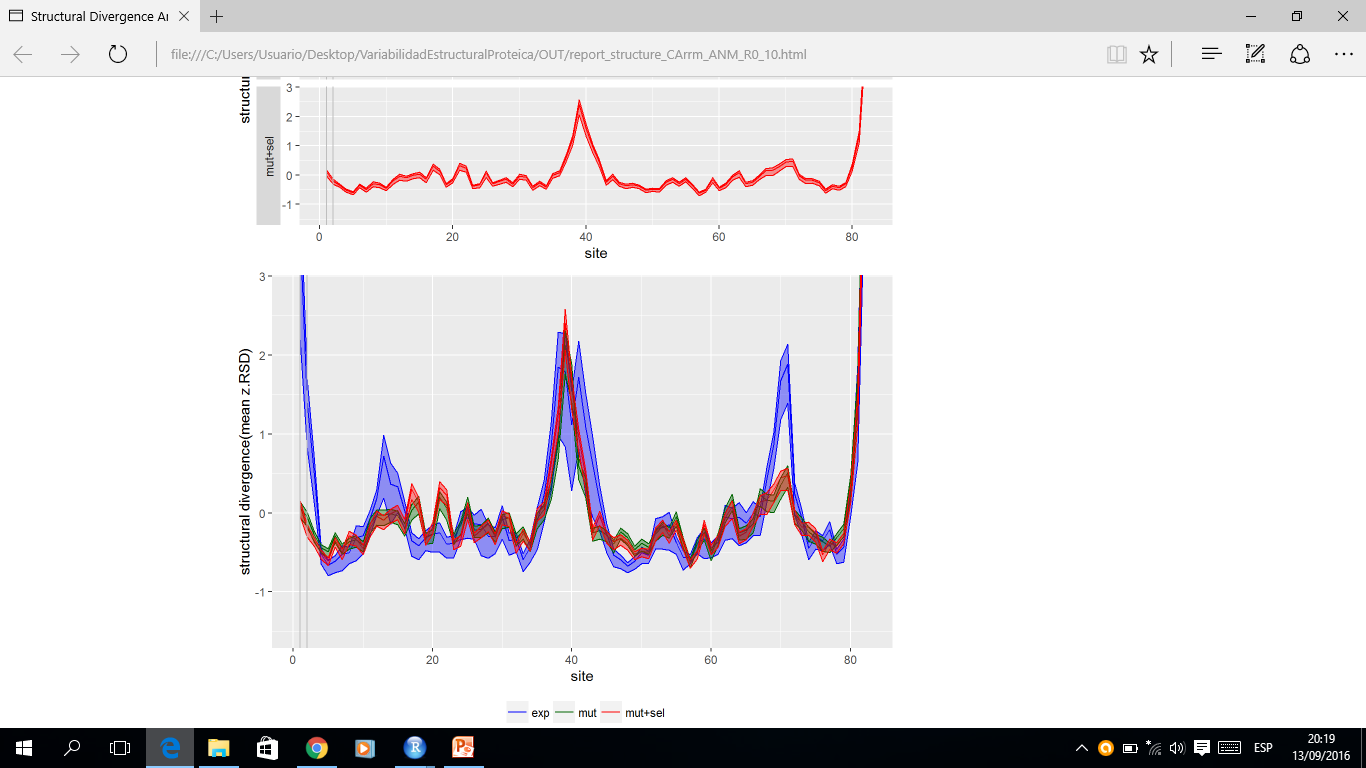 Structural Divergence Ar
file:///C:/Users/Usuario/Desktop/VariabilidadEstructuralProteica/OUT/report_structure_CArrm_ANM_R0_10.html
structu
mut+sel
3
2
1
0
-1
0 20 40 60 80
site
structural divergence(mean z.RSD)
3
2
1
0
-1
0 20 40 60 80
site
exp mut mut+sel
ESP
20:19
13/09/2016